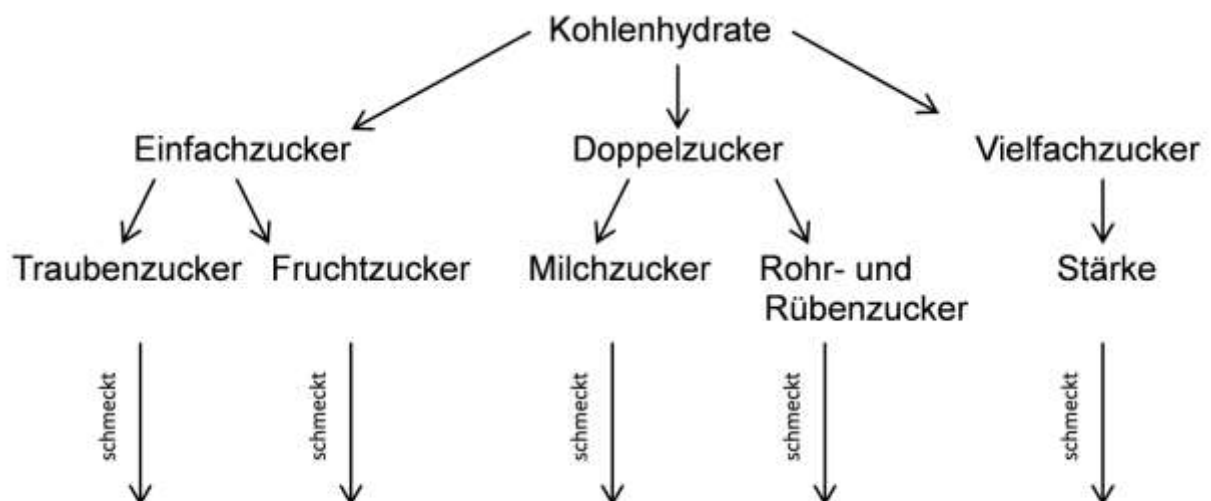 Kohlenhydrate
Einfachzucker Doppelzucker Vielfachzucker
Traubenzucker Fruchtzucker Milchzucker Rohr- und Stärke
Rübenzucker
schmeckt schmeckt schmeckt schmeckt schmeckt